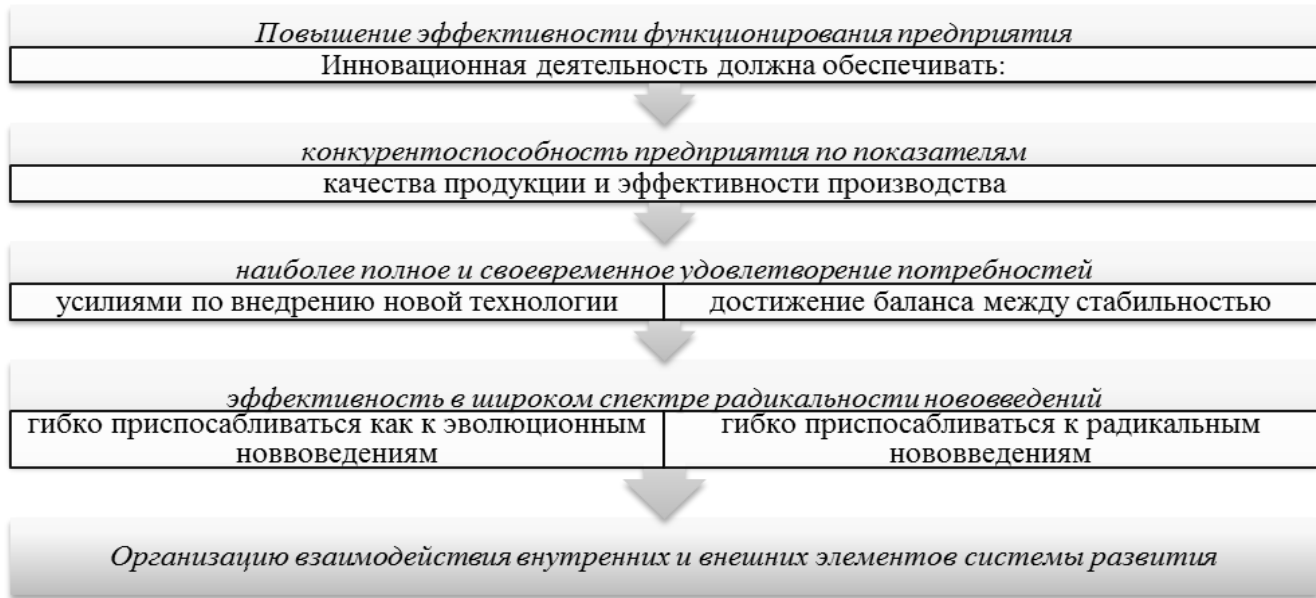 Повышение эффективности функционирования предприятия
Инновационная деятельность должна обеспечивать:
конкурентоспособность предприятия по показателям
качества продукции и эффективности производства
наиболее полное и своевременное удовлетворение потребностей
усилиями по внедрению новой технологии
достижение баланса между стабильностью
эффективность в широком спектре радикальности нововведений
гибко приспосабливаться как к эволюционным
новвоведениям
гибко приспосабливаться к радикальным
нововведениям
Организацию взаимодействия внутренних и внешних элементов системы развития